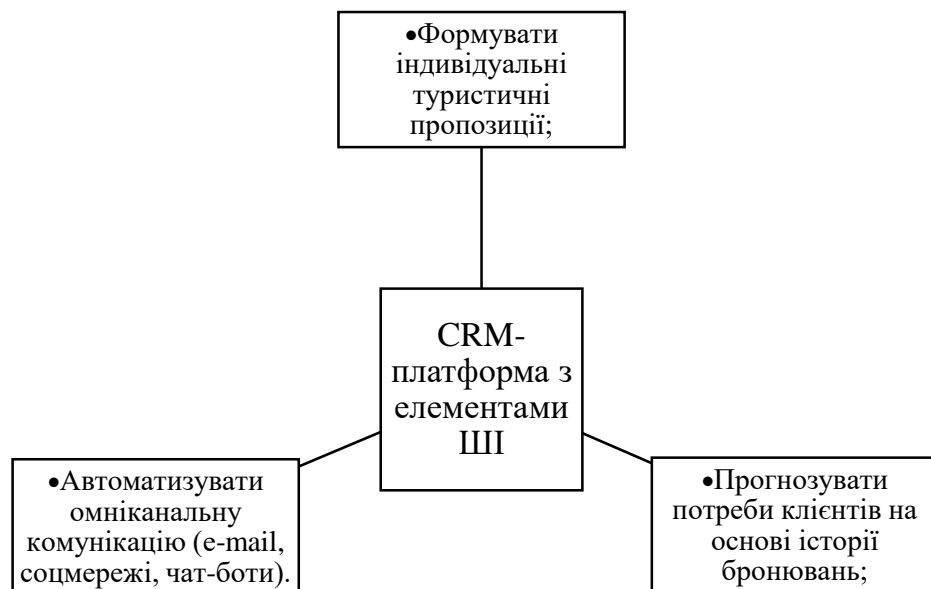 •Формувати
індивідуальні
туристичні
пропозиції;
CRM-
платформа з
елементами
ШІ
•Автоматизувати
омніканальну
комунікацію (e-mail,
соцмережі, чат-боти).
•Прогнозувати
потреби клієнтів на
основі історії
бронювань;